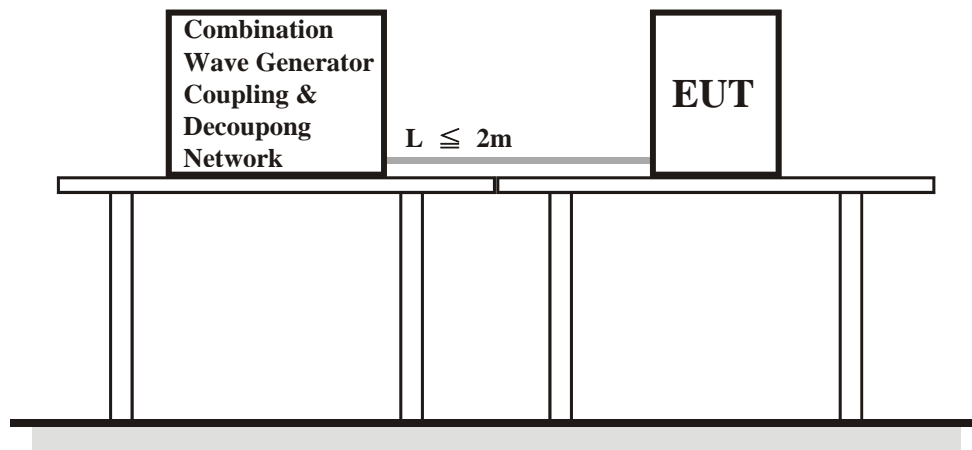 Combination
Wave Generator
Coupling &
Decoupong
Network
L ≦ 2m
EUT